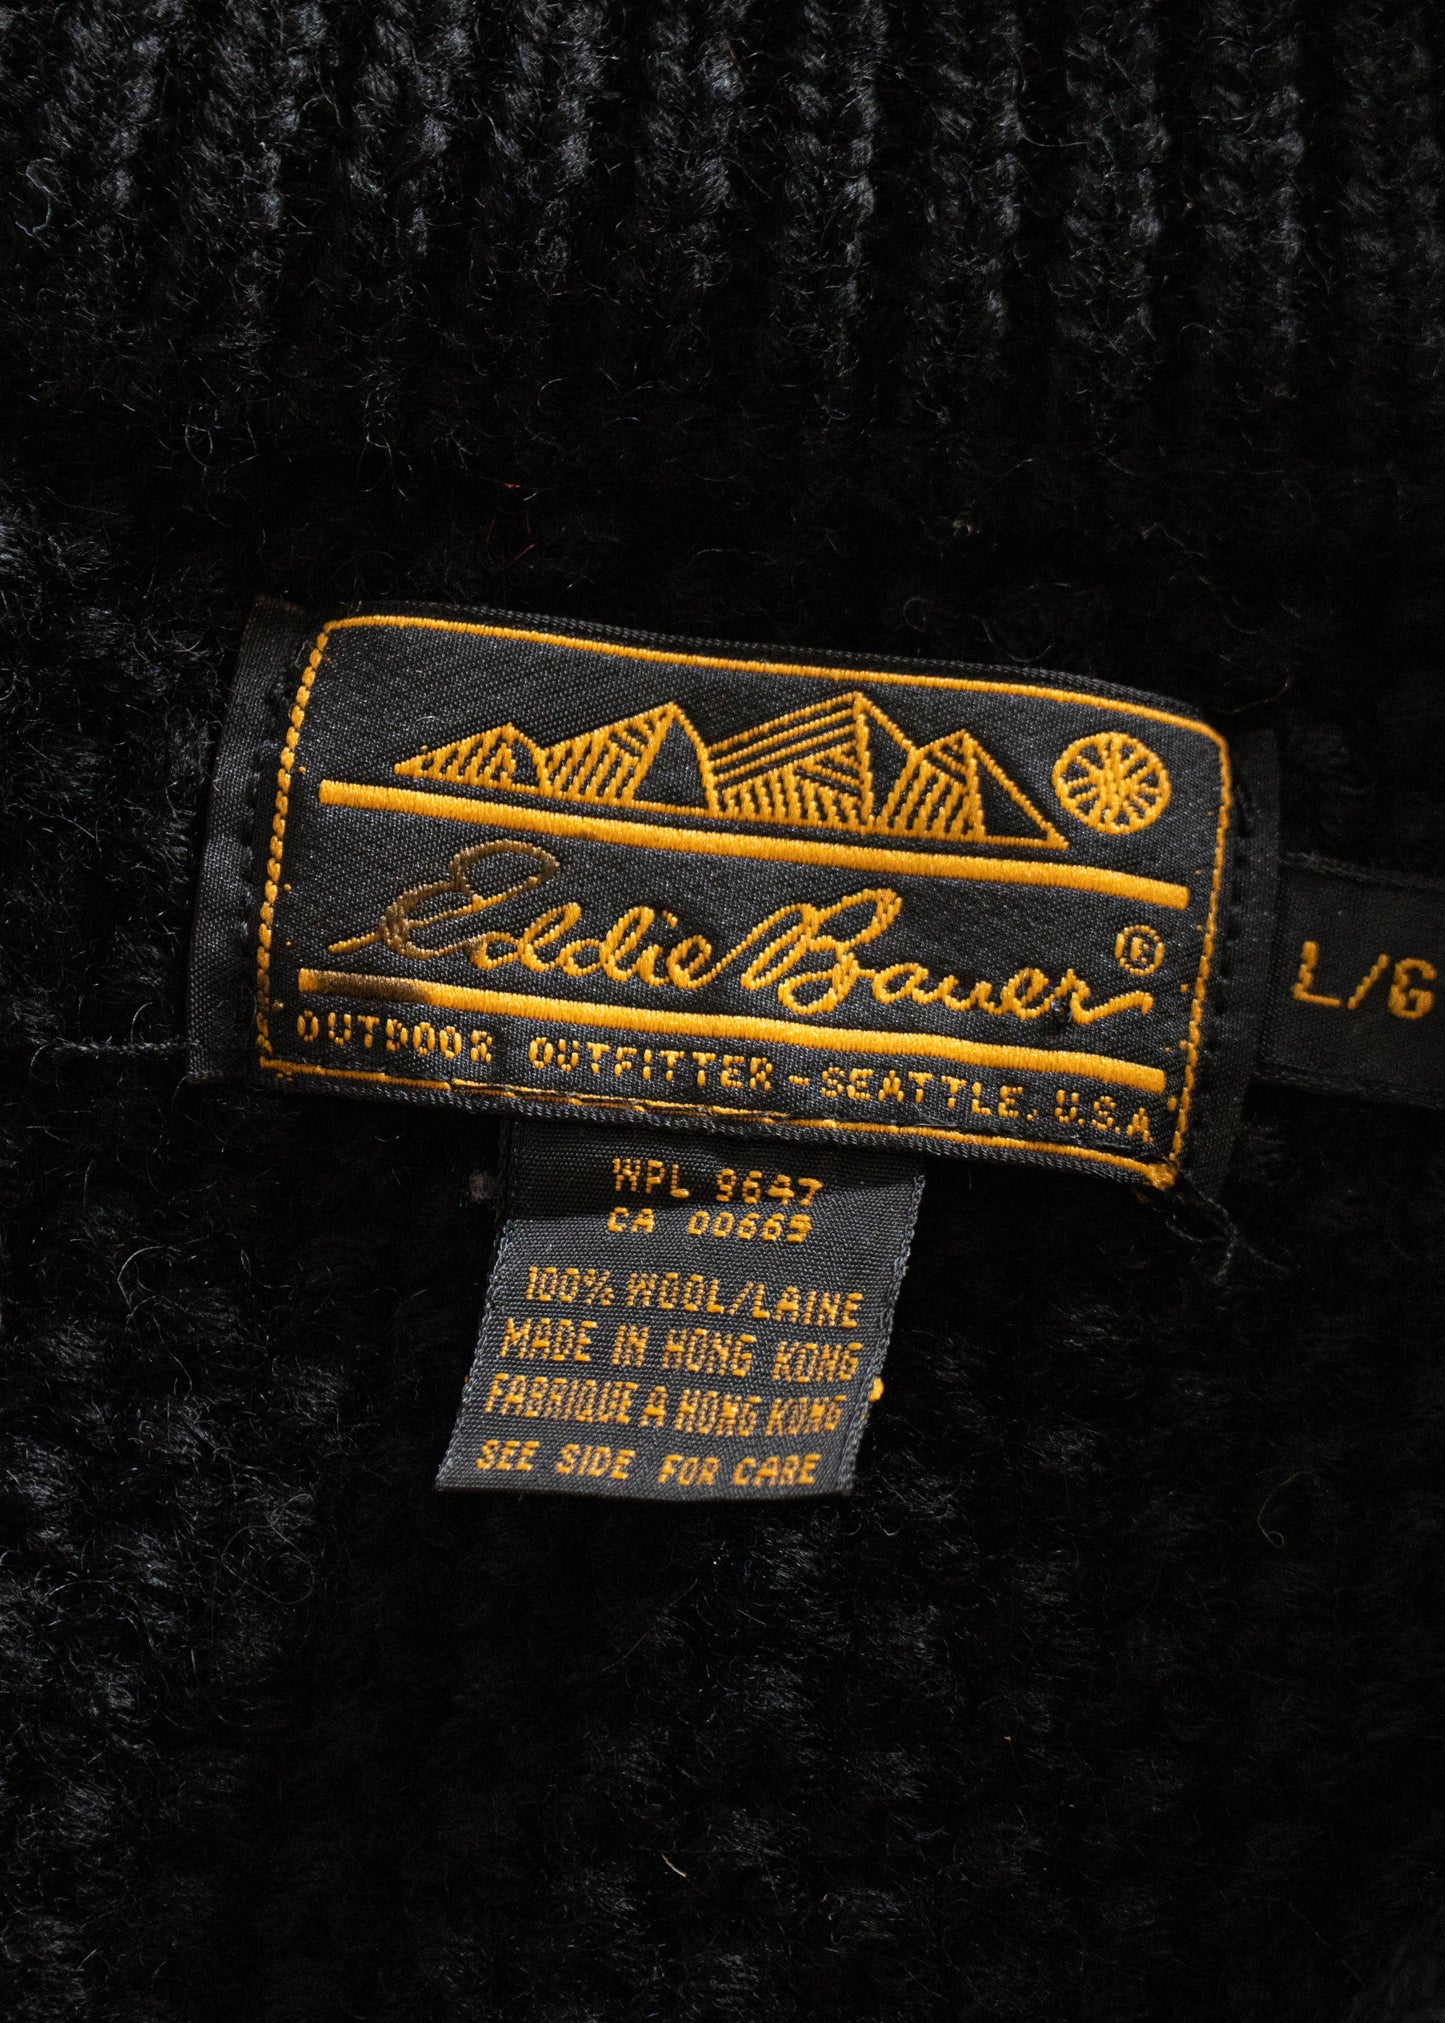 Eddie Bauer®
OUTDOOR OUTFITTER - SEATTLE, U.S.A
L/G
WPL 9647
CA 00669
100% WOOL/LAINE
MADE IN HONG KONG
FABRIQUE A HONG KONG
SEE SIDE FOR CARE